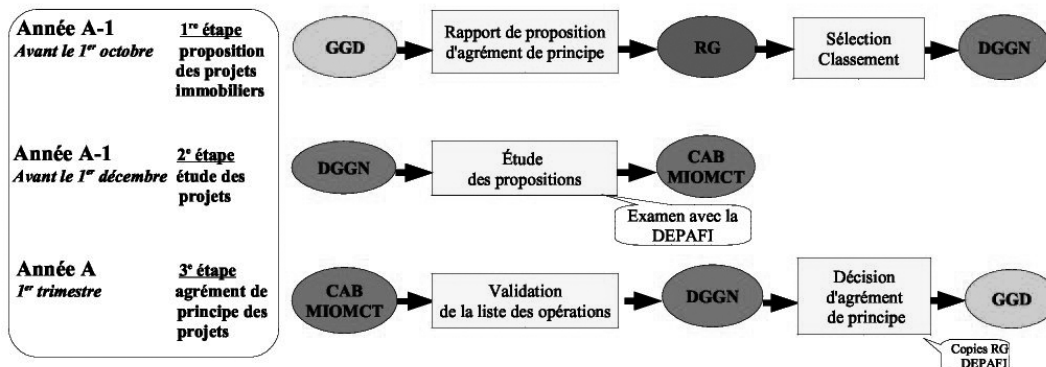 Année A-1
Avant le 1er octobre
1re étape
proposition
des projets
immobiliers
GGD
Rapport de proposition
d'agrément de principe
RG
Sélection
Classement
DGGN
Année A-1
Avant le 1er décembre
2e étape
étude des
projets
DGGN
Étude
des propositions
CAB
MIOMCT
Examen avec la
DEPAFI
Année A
1er trimestre
3e étape
agrément de
principe des
projets
CAB
MIOMCT
Validation
de la liste des opérations
DGGN
Décision
d'agrément
de principe
GGD
Copies RG
DEPAFI